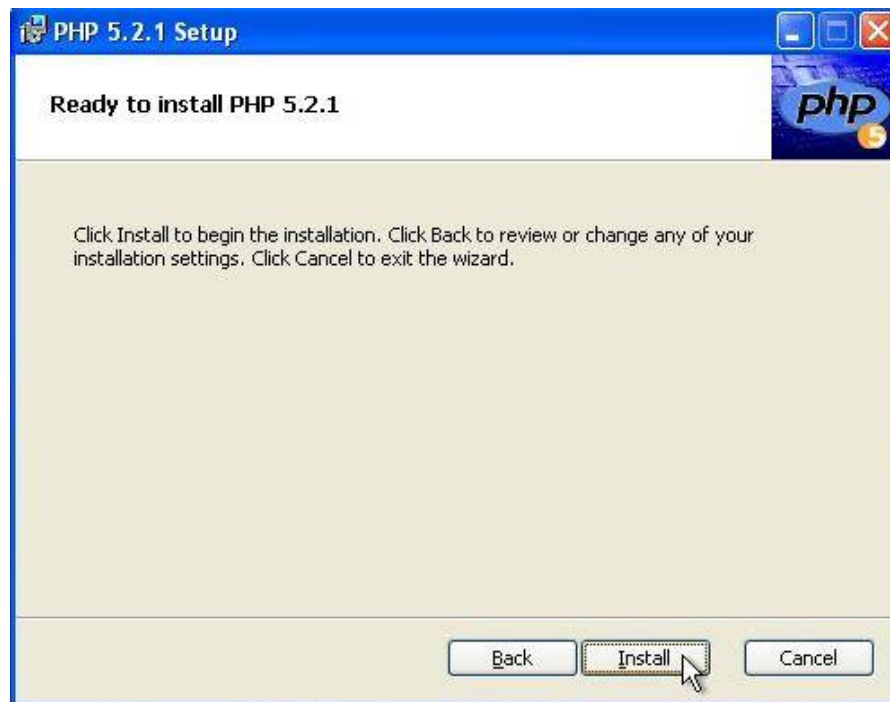 PHP 5.2.1 Setup
Ready to install PHP 5.2.1
php
5
Click Install to begin the installation. Click Back to review or change any of your
installation settings. Click Cancel to exit the wizard.
Back Install Cancel